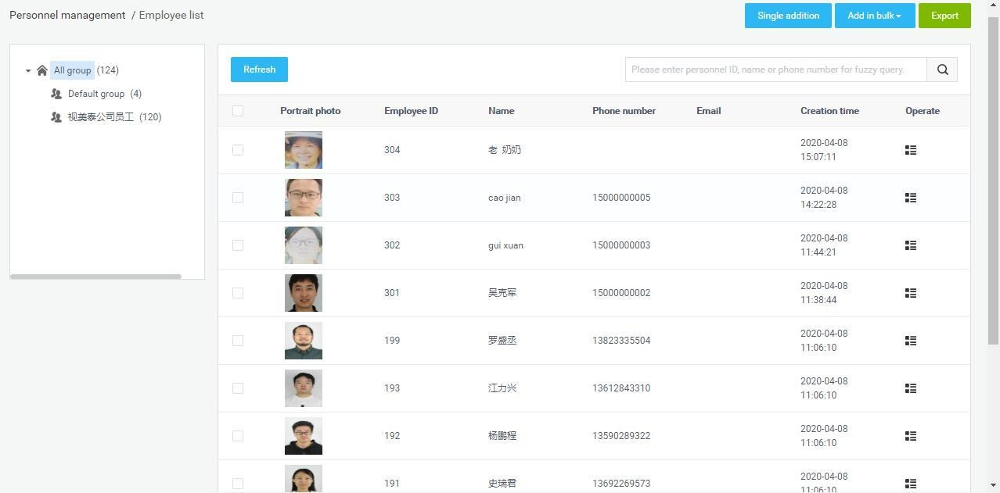 Personnel management / Employee list
Single addition
Add in bulk
Export
All group (124)
Default group (4)
视美泰公司员工 (120)
Refresh
Please enter personnel ID, name or phone number for fuzzy query.
Portrait photo Employee ID Name Phone number Email Creation time Operate
304 老 奶奶 2020-04-08
15:07:11
303 cao jian 15000000005 2020-04-08
14:22:28
302 gui xuan 15000000003 2020-04-08
11:44:21
301 吴克军 15000000002 2020-04-08
11:38:44
199 罗盛丞 13823335504 2020-04-08
11:06:10
193 江力兴 13612843310 2020-04-08
11:06:10
192 杨鹏程 13590289322 2020-04-08
11:06:10
191 史瑞君 13692269573 2020-04-08
11:06:10